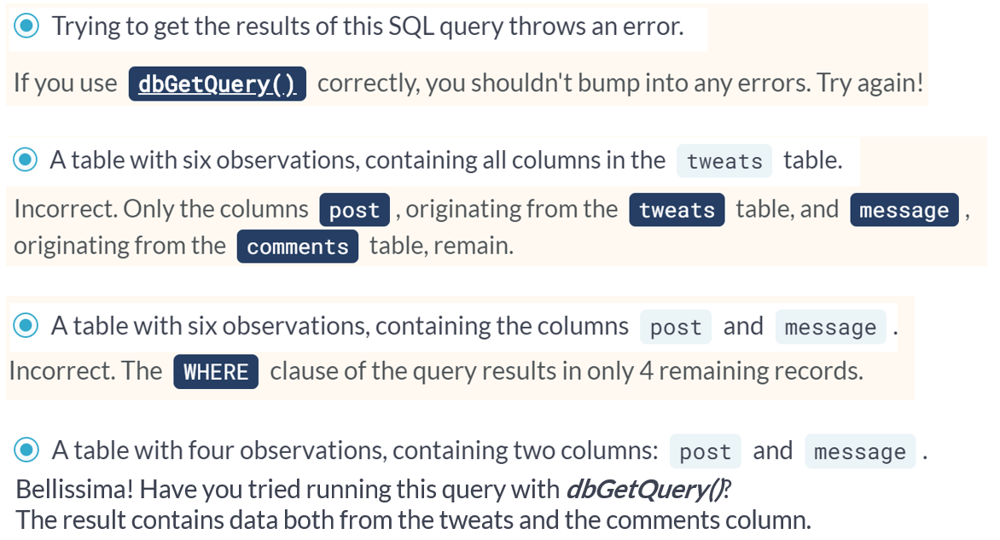 Trying to get the results of this SQL query throws an error.
If you use dbGetQuery() correctly, you shouldn't bump into any errors. Try again!
A table with six observations, containing all columns in the tweats table.
Incorrect. Only the columns post , originating from the tweats table, and message ,
originating from the comments table, remain.
A table with six observations, containing the columns post and message .
Incorrect. The WHERE clause of the query results in only 4 remaining records.
A table with four observations, containing two columns: post and message .
Bellissima! Have you tried running this query with dbGetQuery()?
The result contains data both from the tweats and the comments column.